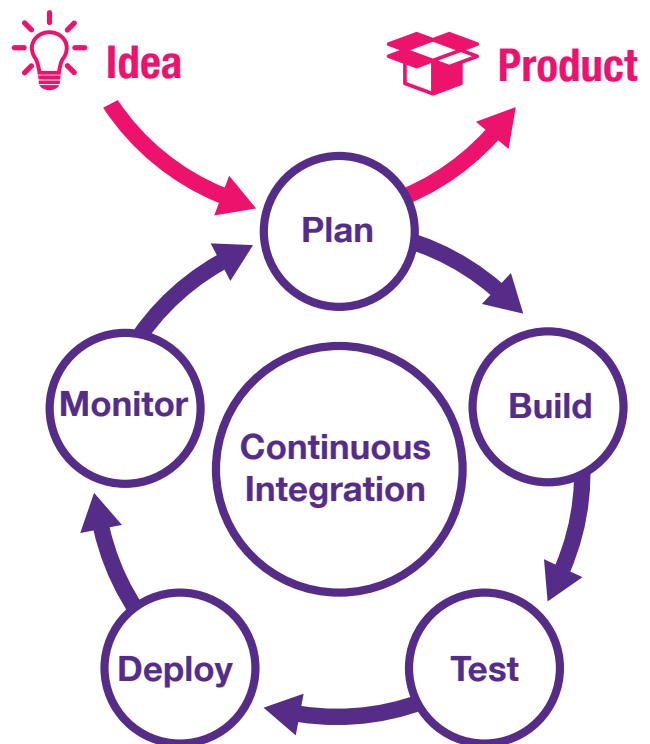 Idea
Product
Plan
Monitor
Build
Continuous
Integration
Deploy
Test